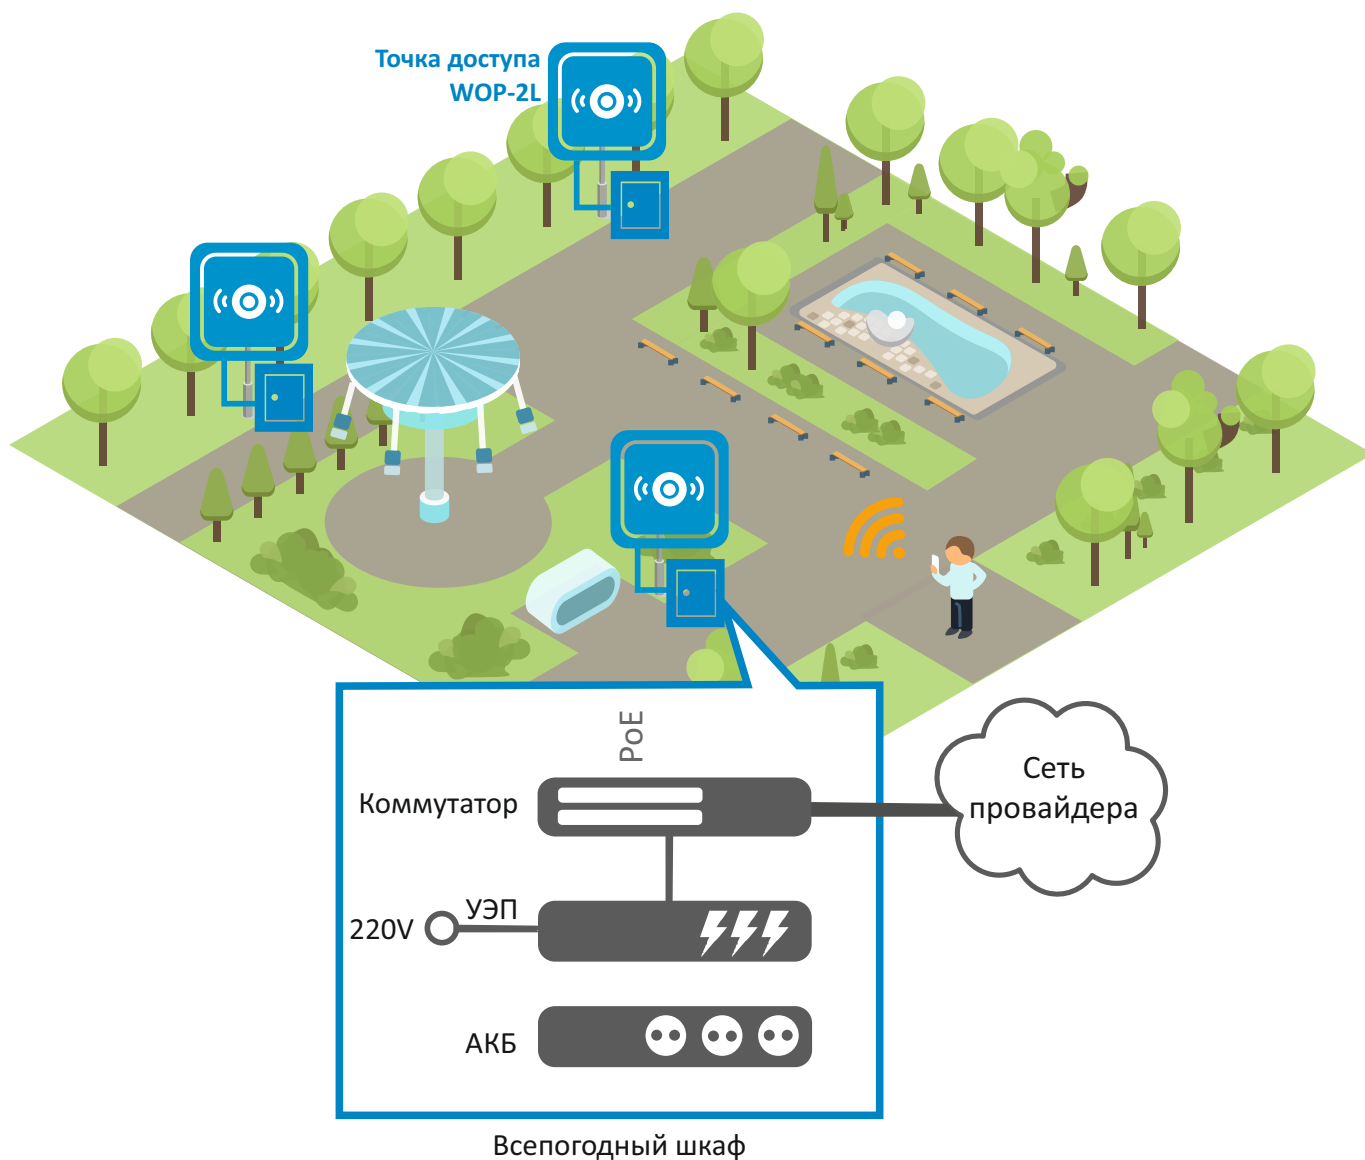 Точка доступа
WOP-2L
PoE
Коммутатор
Сеть
провайдера
УЭП
220V
АКБ
Всепогодный шкаф